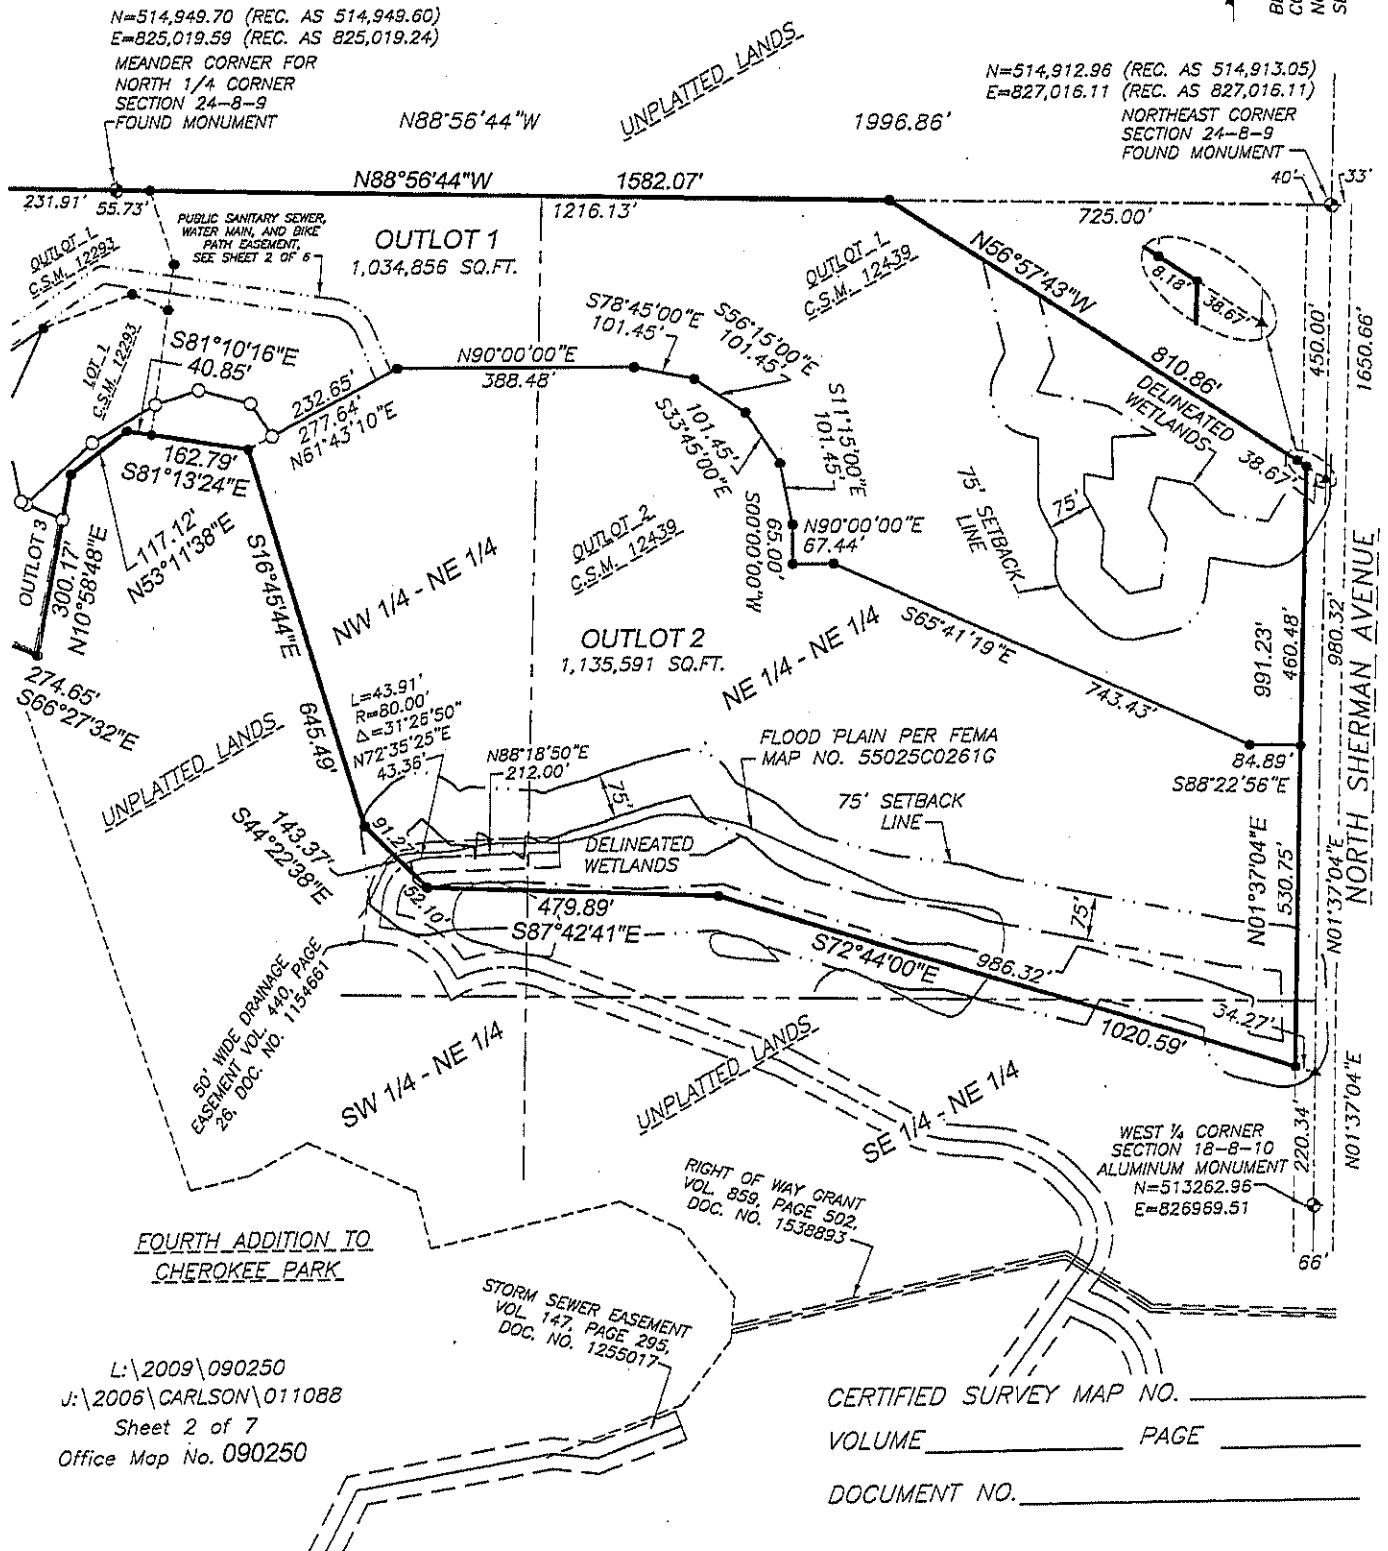 N=514,949.70 (REC. AS 514,949.60)
E=825,019.59 (REC. AS 825,019.24)
MEANDER CORNER FOR
NORTH 1/4 CORNER
SECTION 24-8-9
FOUND MONUMENT
N88°56'44"W
UNPLATTED LANDS
1996.86'
N=514,912.96 (REC. AS 514,913.05)
E=827,016.11 (REC. AS 827,016.11)
NORTHEAST CORNER
SECTION 24-8-9
FOUND MONUMENT
40'
33'
N88°56'44"W
1582.07'
231.91'
55.73'
1216.13'
725.00'
PUBLIC SANITARY SEWER,
WATER MAIN, AND BIKE
PATH EASEMENT,
SEE SHEET 2 OF 6
OUTLOT 1
1,034,856 SQ.FT.
OUTLOT 1
C.S.M. 12293
OUTLOT 1
C.S.M. 12439
N56°57'43"W
810.86'
8.18'
38.67'
450.00'
1650.66'
LOT 1
C.S.M. 12293
S81°10'16"E
40.85'
232.65'
277.64'
N61°43'10"E
N90°00'00"E
388.48'
S78°45'00"E
101.45'
S56°15'00"E
101.45'
101.45'
S33°45'00"E
S11°15'00"E
101.45'
65.00'
S00°00'00"W
N90°00'00"E
67.44'
DELINEATED
WETLANDS
38.67'
75'
75' SETBACK
LINE
162.79'
S81°13'24"E
117.12'
N53°11'38"E
OUTLOT 3
300.17'
N10°58'48"E
274.65'
S66°27'32"E
S16°45'44"E
645.49'
NW 1/4 - NE 1/4
OUTLOT 2
C.S.M. 12439
OUTLOT 2
1,135,591 SQ.FT.
NE 1/4 - NE 1/4
S65°41'19"E
743.43'
991.23'
460.48'
980.32'
NORTH SHERMAN AVENUE
84.89'
S88°22'56"E
UNPLATTED LANDS
L=43.91'
R=80.00'
Δ=31°26'50"
N72°35'25"E
43.36'
N88°18'50"E
212.00'
75'
FLOOD PLAIN PER FEMA
MAP NO. 55025C0261G
75' SETBACK
LINE
143.37'
S44°22'38"E
91.27'
52.10'
DELINEATED
WETLANDS
479.89'
S87°42'41"E
S72°44'00"E
986.32'
1020.59'
75'
34.27'
N01°37'04"E
530.75'
N01°37'04"E
N01°37'04"E
220.34'
50' WIDE DRAINAGE
EASEMENT VOL. 440, PAGE
26, DOC. NO. 1154661
SW 1/4 - NE 1/4
UNPLATTED LANDS
SE 1/4 - NE 1/4
WEST ¼ CORNER
SECTION 18-8-10
ALUMINUM MONUMENT
N=513262.96
E=826969.51
66'
RIGHT OF WAY GRANT
VOL. 859, PAGE 502,
DOC. NO. 1538893
FOURTH ADDITION TO
CHEROKEE PARK
STORM SEWER EASEMENT
VOL. 147, PAGE 295,
DOC. NO. 1255017
L:\2009\090250
J:\2006\CARLSON\011088
Sheet 2 of 7
Office Map No. 090250
CERTIFIED SURVEY MAP NO.
VOLUME PAGE
DOCUMENT NO.